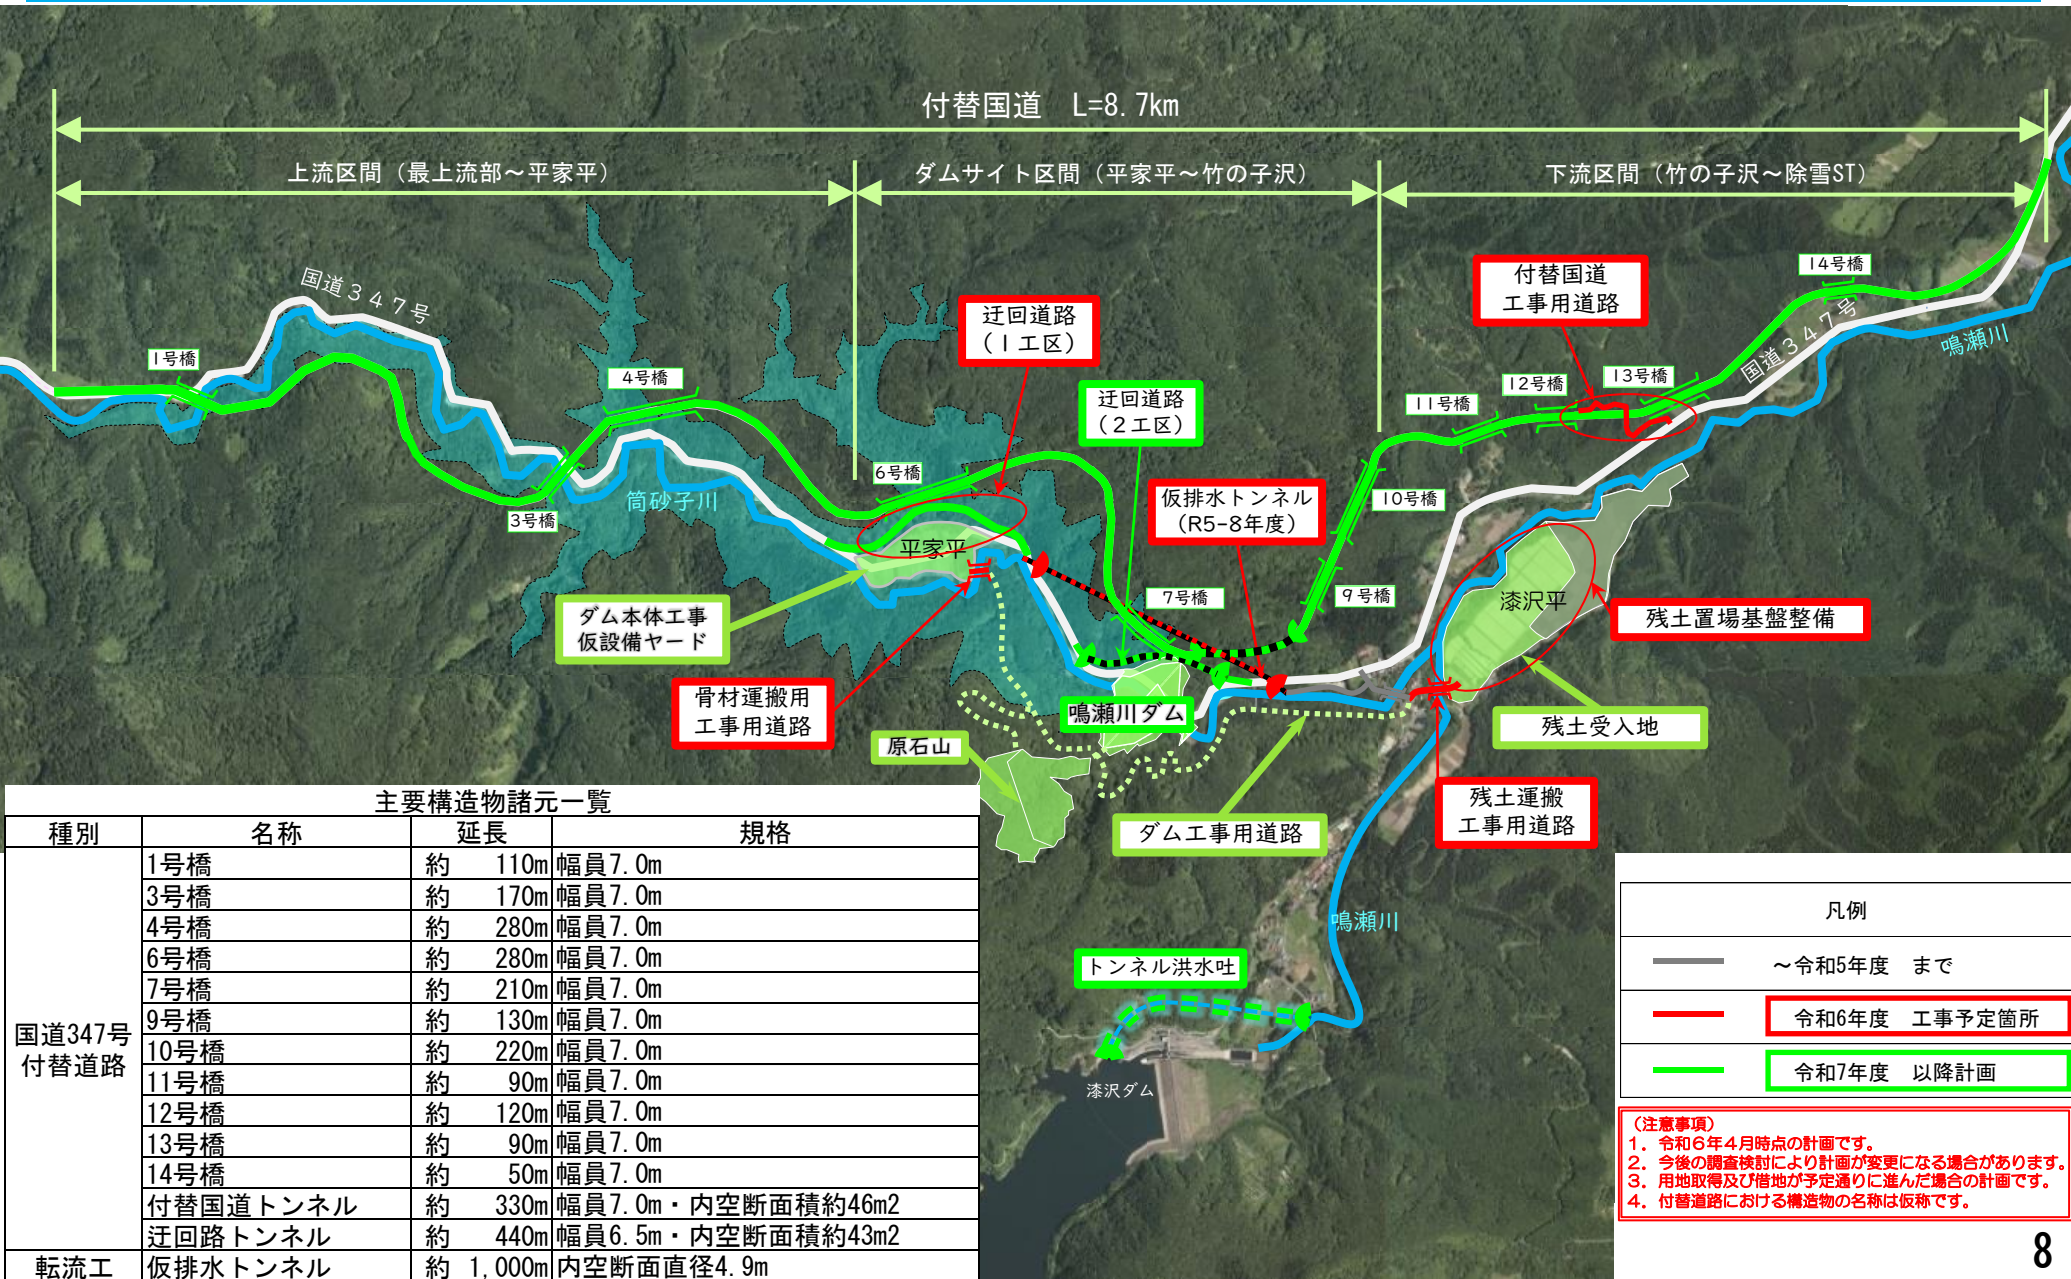 付替国道 L=8.7km
上流区間（最上流部～平家平）
ダムサイト区間（平家平～竹の子沢）
下流区間（竹の子沢～除雪ST）
国道347号
1号橋
3号橋
4号橋
筒砂子川
6号橋
迂回道路
（1工区）
迂回道路
（2工区）
仮排水トンネル
（R5-8年度）
付替国道
工事用道路
14号橋
13号橋
12号橋
11号橋
10号橋
9号橋
7号橋
国道347号
鳴瀬川
平家平
漆沢平
ダム本体工事
仮設備ヤード
骨材運搬用
工事用道路
原石山
鳴瀬川ダム
残土置場基盤整備
残土受入地
残土運搬
工事用道路
ダム工事用道路
鳴瀬川
トンネル洪水吐
漆沢ダム
主要構造物諸元一覧
種別 名称 延長 規格
国道347号
付替道路
1号橋 約 110m 幅員7.0m
3号橋 約 170m 幅員7.0m
4号橋 約 280m 幅員7.0m
6号橋 約 280m 幅員7.0m
7号橋 約 210m 幅員7.0m
9号橋 約 130m 幅員7.0m
10号橋 約 220m 幅員7.0m
11号橋 約 90m 幅員7.0m
12号橋 約 120m 幅員7.0m
13号橋 約 90m 幅員7.0m
14号橋 約 50m 幅員7.0m
付替国道トンネル 約 330m 幅員7.0m・内空断面積約46m2
迂回路トンネル 約 440m 幅員6.5m・内空断面積約43m2
転流工 仮排水トンネル 約 1,000m 内空断面直径4.9m
凡例
～令和5年度 まで
令和6年度 工事予定箇所
令和7年度 以降計画
（注意事項）
1．令和6年4月時点の計画です。
2．今後の調査検討により計画が変更になる場合があります。
3．用地取得及び借地が予定通りに進んだ場合の計画です。
4．付替道路における構造物の名称は仮称です。
8